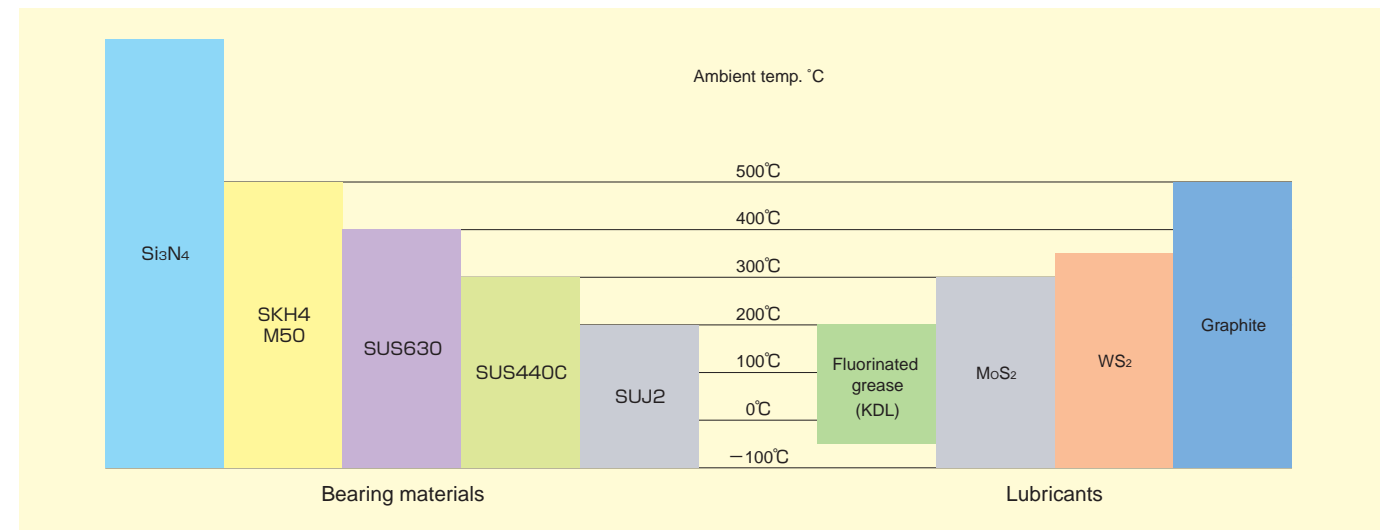 Ambient temp. ˚C
500℃
400℃
300℃
200℃
100℃
0℃
−100℃
Si3N4
SKH4
M50
SUS630
SUS440C
SUJ2
Fluorinated
grease
(KDL)
MoS2
WS2
Graphite
Bearing materials
Lubricants